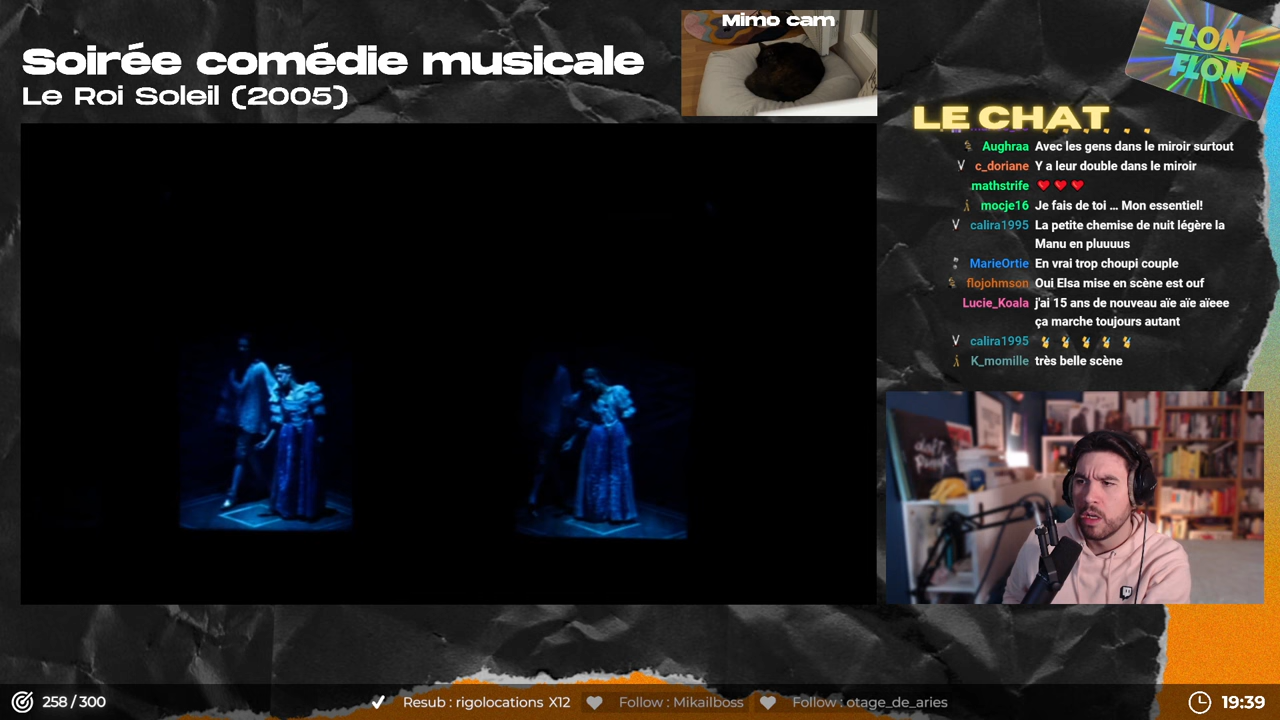 Soirée comédie musicale
Le Roi Soleil (2005)
Mimo cam
FLON
FLON
LE CHAT
Aughraa Avec les gens dans le miroir surtout
c_doriane Y a leur double dans le miroir
mathstrife
mocje16 Je fais de toi ... Mon essentiel!
calira1995 La petite chemise de nuit légère la
Manu en pluuuus
MarieOrtie En vrai trop choupi couple
flojohmson Oui Elsa mise en scène est ouf
Lucie_Koala j'ai 15 ans de nouveau aïe aïe aïeee
ça marche toujours autant
calira1995
K_momille très belle scène
daft
punk
258 / 300
Resub : rigolocations X12
Follow : Mikailboss
Follow : otage_de_aries
19:39